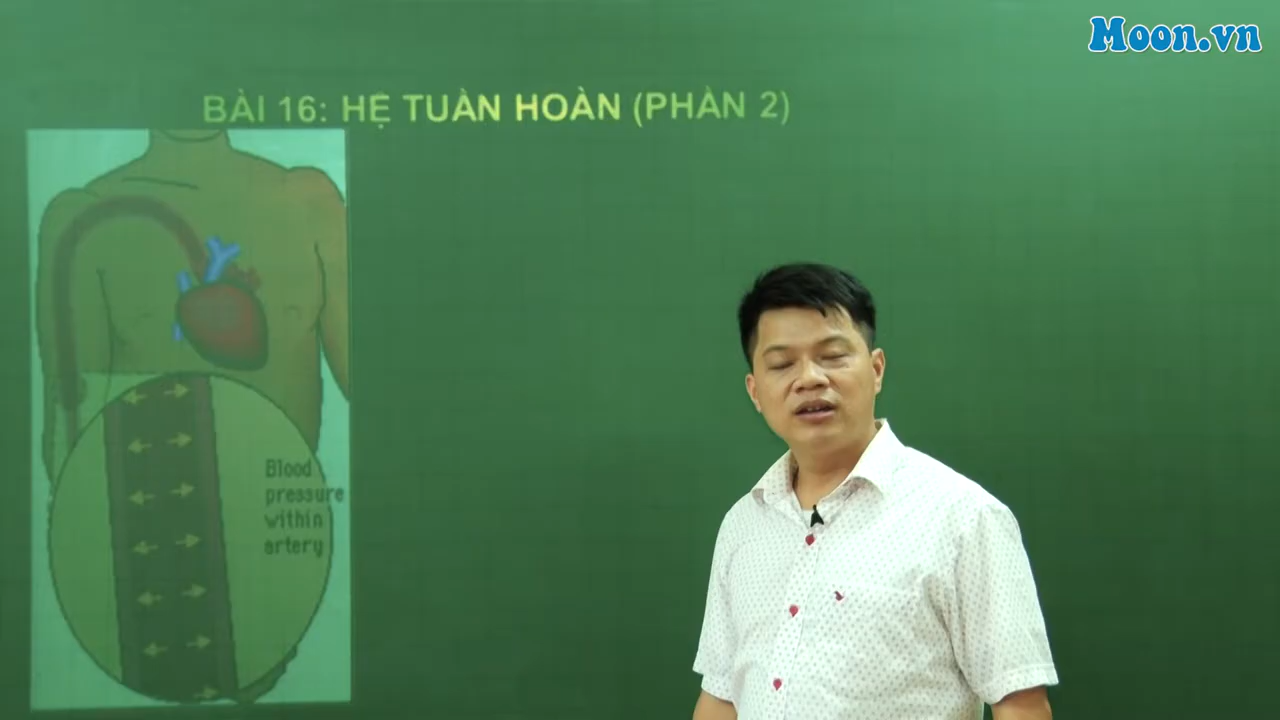 Moon.vn
BÀI 16: HỆ TUẦN HOÀN (PHẦN 2)
Blood
pressure
within
artery